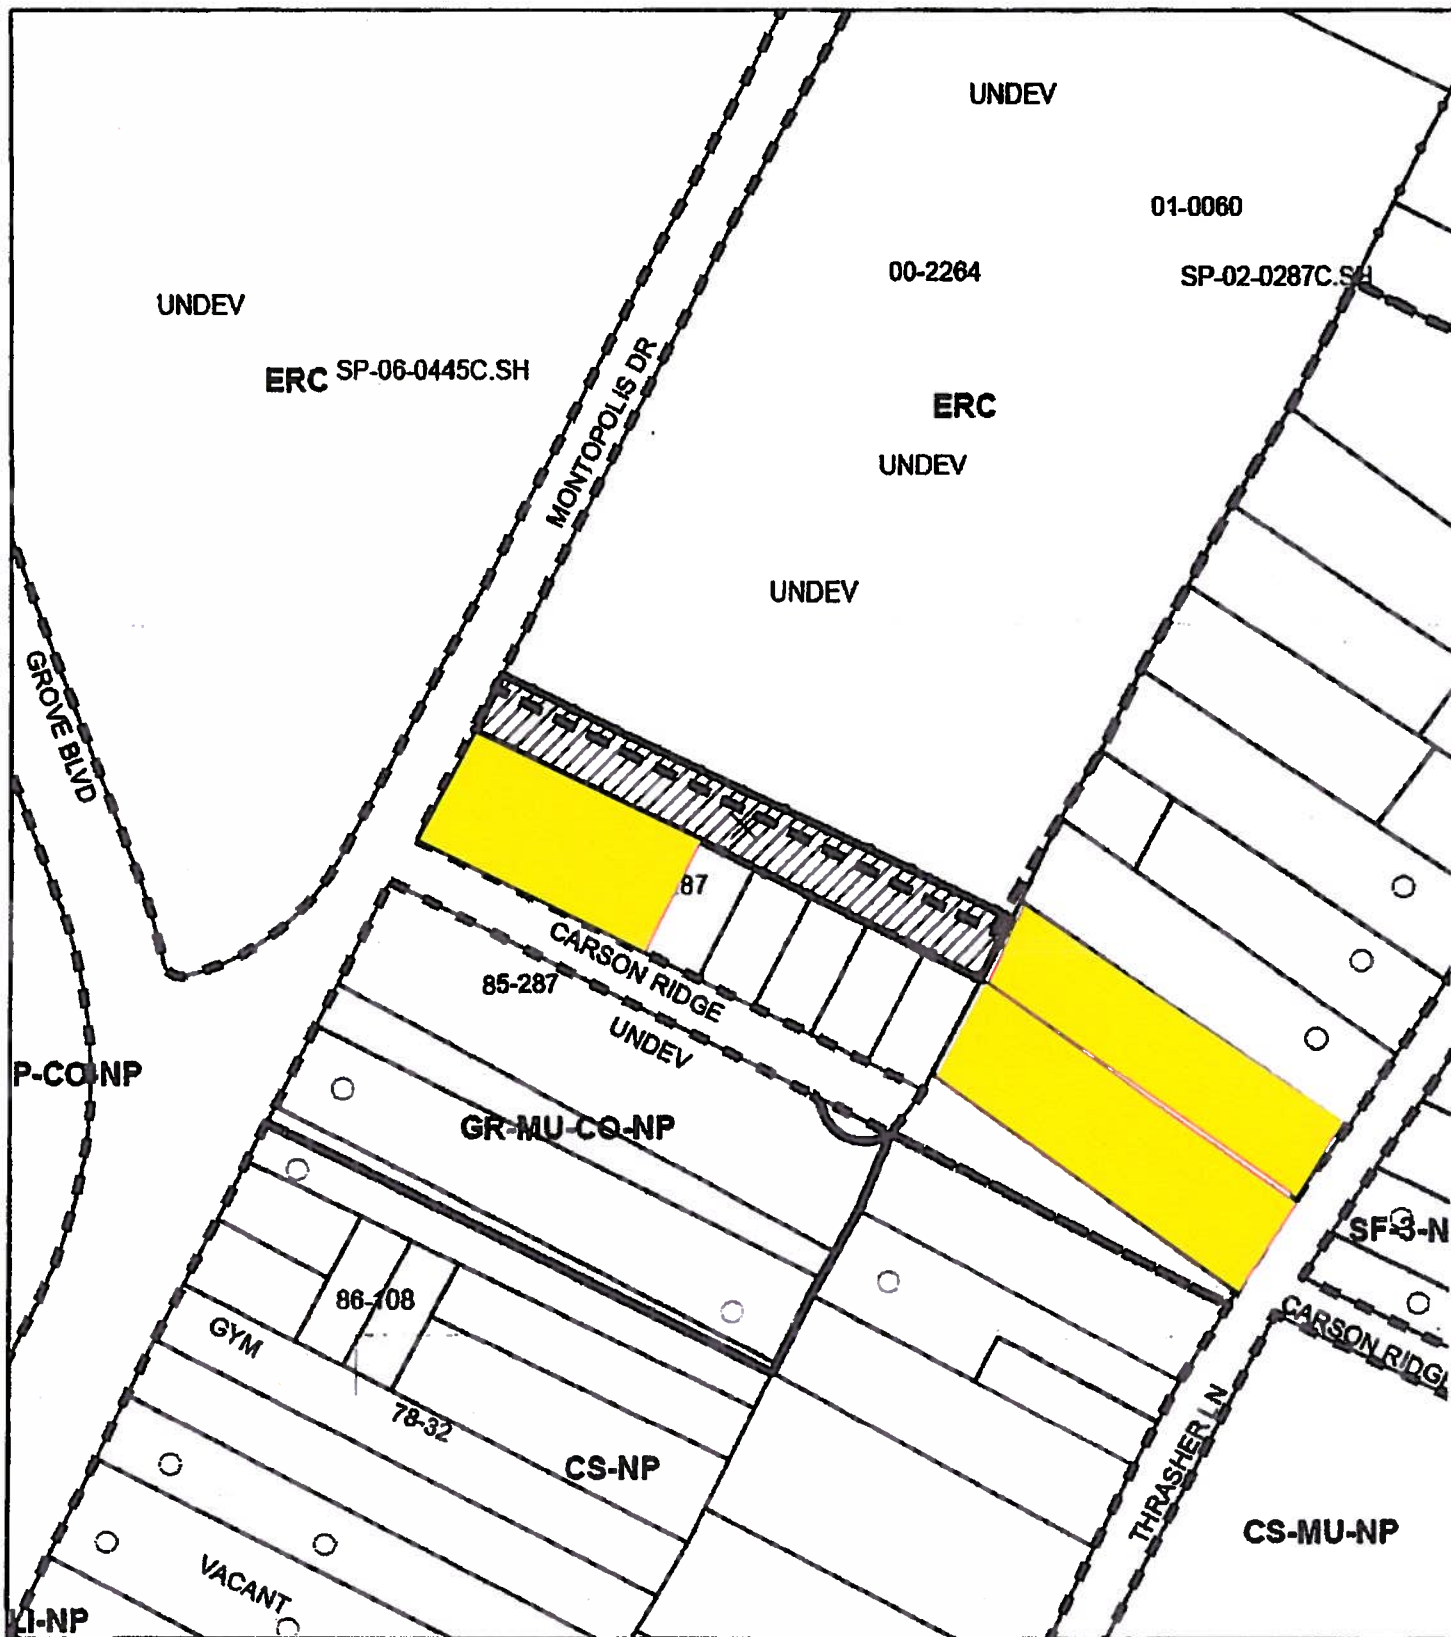 UNDEV
01-0060
00-2264
SP-02-0287C.SH
UNDEV
ERC SP-06-0445C.SH
MONTOPOLIS DR
ERC
UNDEV
UNDEV
GROVE BLVD
87
CARSON RIDGE
85-287
UNDEV
P-CO-NP
GR-MU-CO-NP
SF-3-N
86-108
GYM
CARSON RIDGE
78-32
THRASHER LN
CS-NP
CS-MU-NP
VACANT
LI-NP